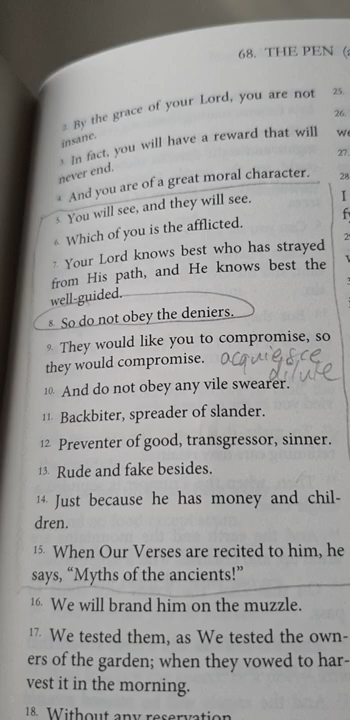 68. THE PEN
2. By the grace of your Lord, you are not
insane.
3. In fact, you will have a reward that will
never end.
4. And you are of a great moral character.
5. You will see, and they will see.
6. Which of you is the afflicted.
7. Your Lord knows best who has strayed
from His path, and He knows best the
well-guided.
8. So do not obey the deniers.
9. They would like you to compromise, so
they would compromise. acquiesce
dilute
10. And do not obey any vile swearer.
11. Backbiter, spreader of slander.
12. Preventer of good, transgressor, sinner.
13. Rude and fake besides.
14. Just because he has money and chil-
dren.
15. When Our Verses are recited to him, he
says, “Myths of the ancients!”
16. We will brand him on the muzzle.
17. We tested them, as We tested the own-
ers of the garden; when they vowed to har-
vest it in the morning.
18. Without any reservation.
25.
26.
27.
28
I